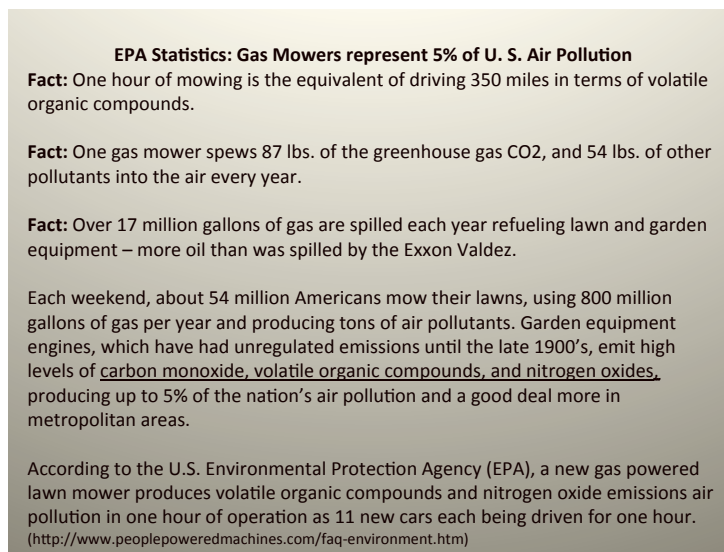 EPA Statistics: Gas Mowers represent 5% of U. S. Air Pollution
Fact: One hour of mowing is the equivalent of driving 350 miles in terms of volatile
organic compounds.
Fact: One gas mower spews 87 lbs. of the greenhouse gas CO2, and 54 lbs. of other
pollutants into the air every year.
Fact: Over 17 million gallons of gas are spilled each year refueling lawn and garden
equipment – more oil than was spilled by the Exxon Valdez.
Each weekend, about 54 million Americans mow their lawns, using 800 million
gallons of gas per year and producing tons of air pollutants. Garden equipment
engines, which have had unregulated emissions until the late 1900's, emit high
levels of carbon monoxide, volatile organic compounds, and nitrogen oxides,
producing up to 5% of the nation's air pollution and a good deal more in
metropolitan areas.
According to the U.S. Environmental Protection Agency (EPA), a new gas powered
lawn mower produces volatile organic compounds and nitrogen oxide emissions air
pollution in one hour of operation as 11 new cars each being driven for one hour.
(http://www.peoplepoweredmachines.com/faq-environment.htm)